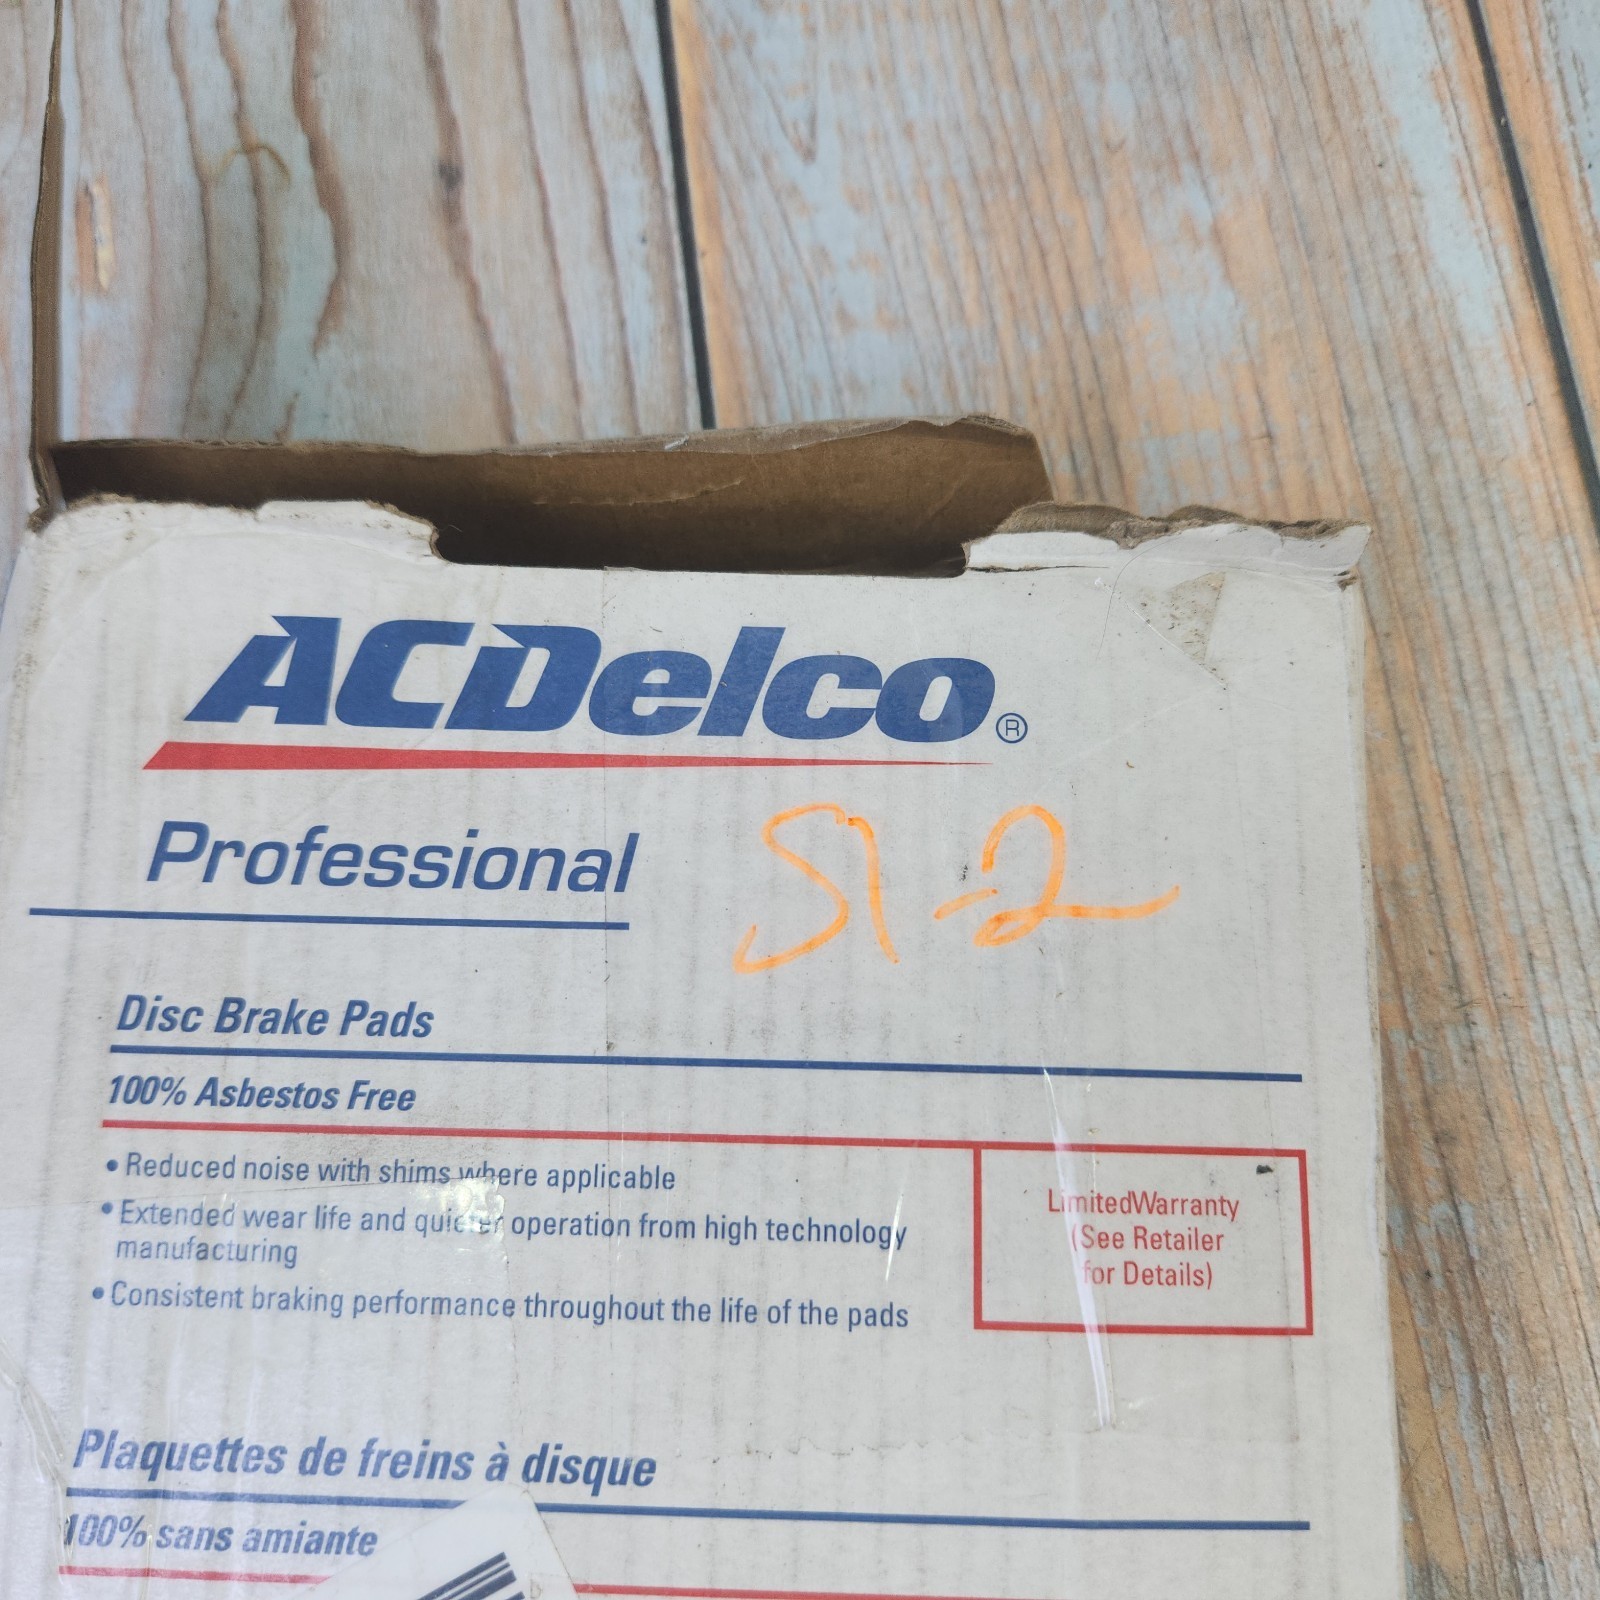 ACDelco®
Professional
S1-2
Disc Brake Pads
100% Asbestos Free
• Reduced noise with shims where applicable
• Extended wear life and quieter operation from high technology
manufacturing
• Consistent braking performance throughout the life of the pads
LimitedWarranty
(See Retailer
for Details)
Plaquettes de freins à disque
100% sans amiante